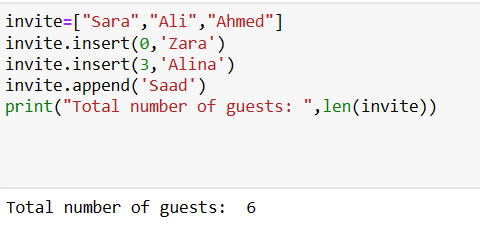 invite=["Sara","Ali","Ahmed"]
invite.insert(0,'Zara')
invite.insert(3,'Alina')
invite.append('Saad')
print("Total number of guests: ",len(invite))
Total number of guests:  6